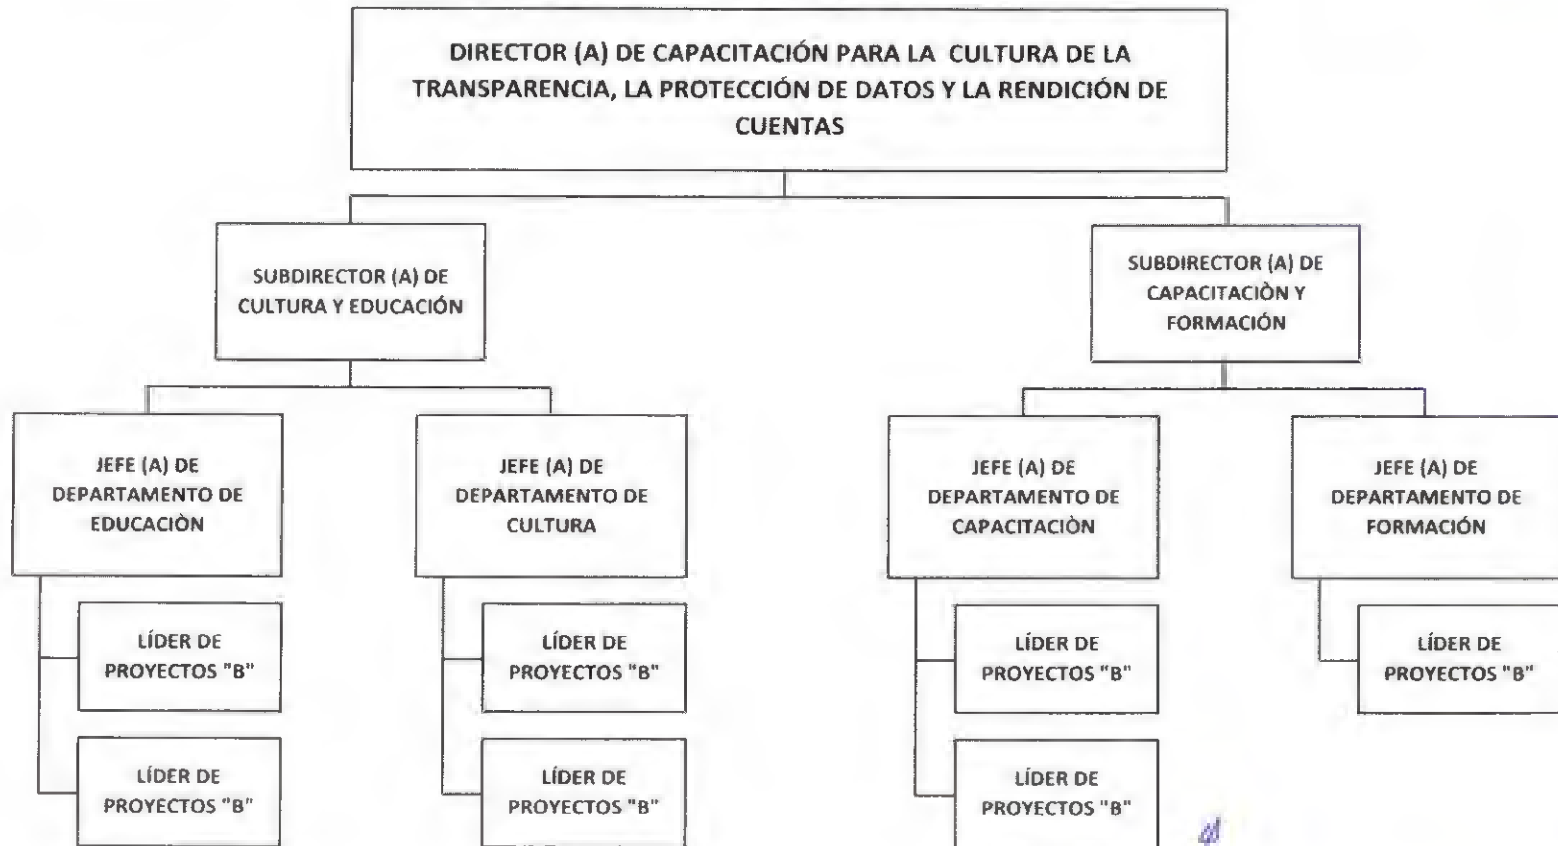 DIRECTOR (A) DE CAPACITACIÓN PARA LA CULTURA DE LA
TRANSPARENCIA, LA PROTECCIÓN DE DATOS Y LA RENDICIÓN DE
CUENTAS
SUBDIRECTOR (A) DE
CULTURA Y EDUCACIÓN
SUBDIRECTOR (A) DE
CAPACITACIÒN Y
FORMACIÓN
JEFE (A) DE
DEPARTAMENTO DE
EDUCACIÒN
JEFE (A) DE
DEPARTAMENTO DE
CULTURA
JEFE (A) DE
DEPARTAMENTO DE
CAPACITACIÒN
JEFE (A) DE
DEPARTAMENTO DE
FORMACIÓN
LÍDER DE
PROYECTOS "B"
LÍDER DE
PROYECTOS "B"
LÍDER DE
PROYECTOS "B"
LÍDER DE
PROYECTOS "B"
LÍDER DE
PROYECTOS "B"
LÍDER DE
PROYECTOS "B"
LÍDER DE
PROYECTOS "B"